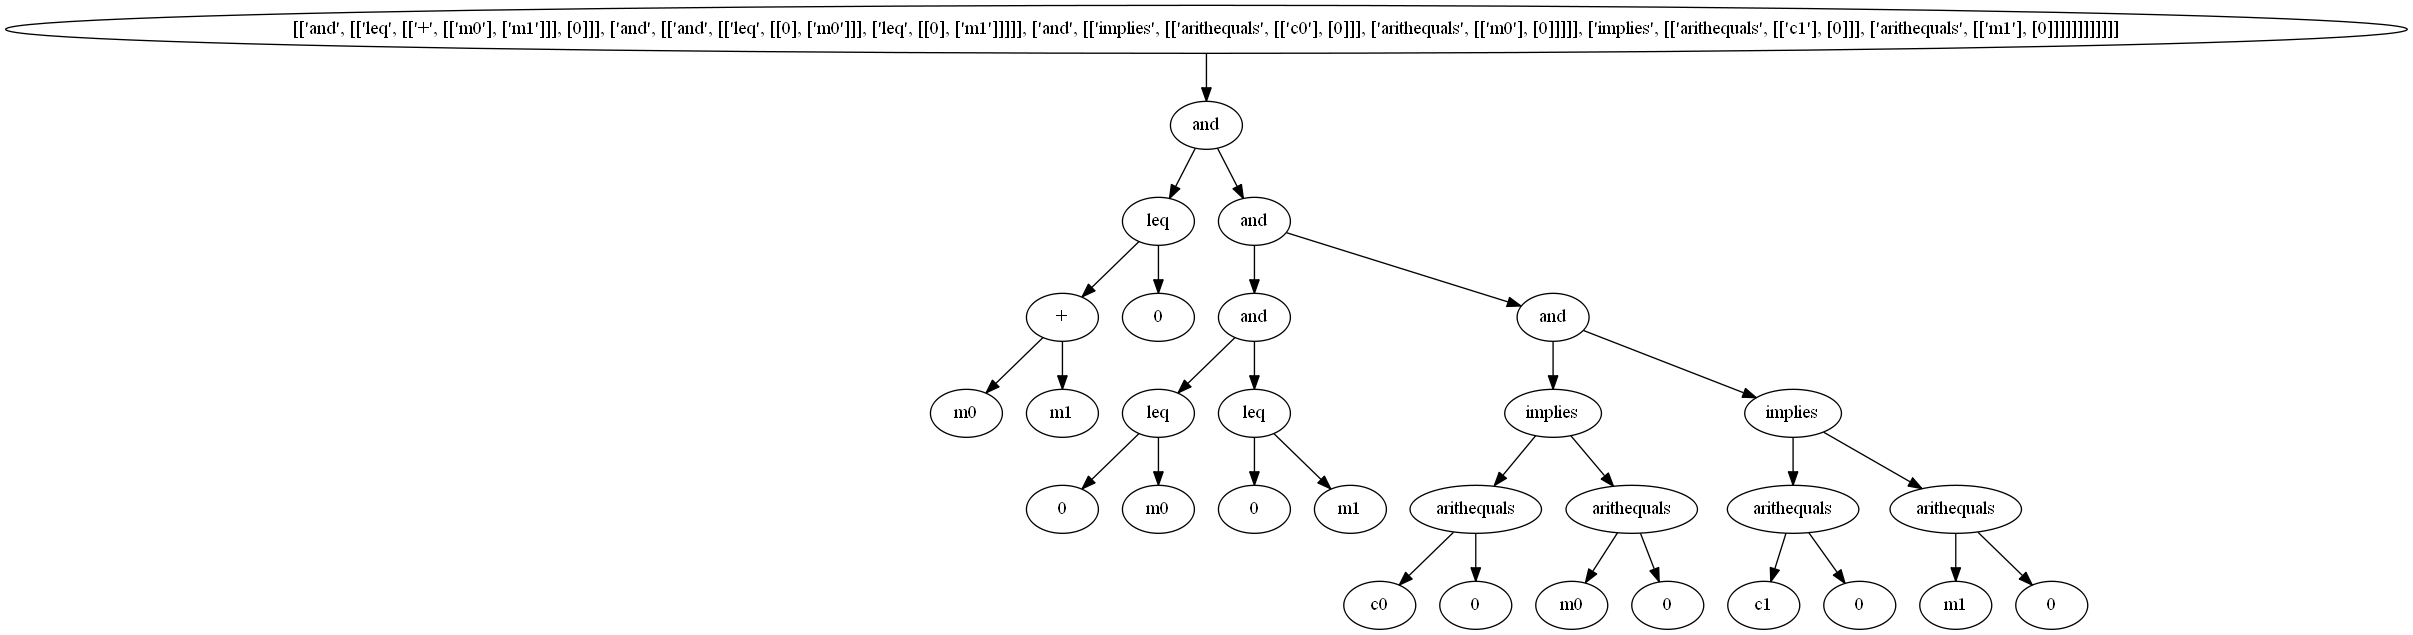 [['and', [['leq', [['+', [['m0'], ['m1']]], [0]]], ['and', [['and', [['leq', [[0], ['m0']]], ['leq', [[0], ['m1']]]]], ['and', [['implies', [['arithequals', [['c0'], [0]]], ['arithequals', [['m0'], [0]]]]], ['implies', [['arithequals', [['c1'], [0]]], ['arithequals', [['m1'], [0]]]]]]]]]]]]
and
leq and
+ 0 and and
m0 m1 leq leq implies implies
0 m0 0 m1 arithequals arithequals arithequals arithequals
c0 0 m0 0 c1 0 m1 0